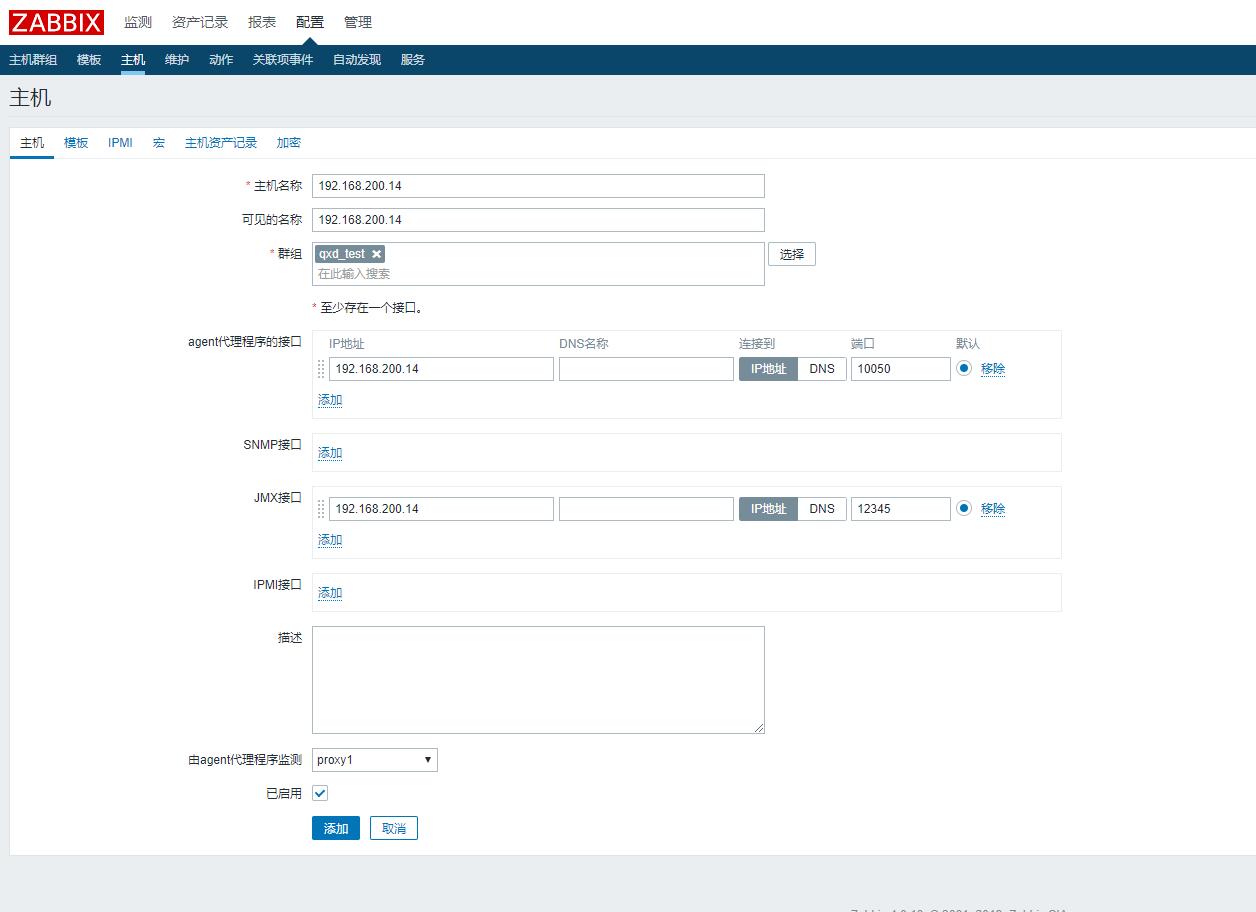 ZABBIX 监测 资产记录 报表 配置 管理
主机群组 模板 主机 维护 动作 关联项事件 自动发现 服务
主机
主机 模板 IPMI 宏 主机资产记录 加密
* 主机名称 192.168.200.14
可见的名称 192.168.200.14
* 群组 qxd_test 选择
在此输入搜索
* 至少存在一个接口。
agent代理程序的接口 IP地址 DNS名称 连接到 端口 默认
192.168.200.14 IP地址 DNS 10050 移除
添加
SNMP接口 添加
JMX接口 192.168.200.14 IP地址 DNS 12345 移除
添加
IPMI接口 添加
描述
由agent代理程序监测 proxy1
已启用
添加 取消